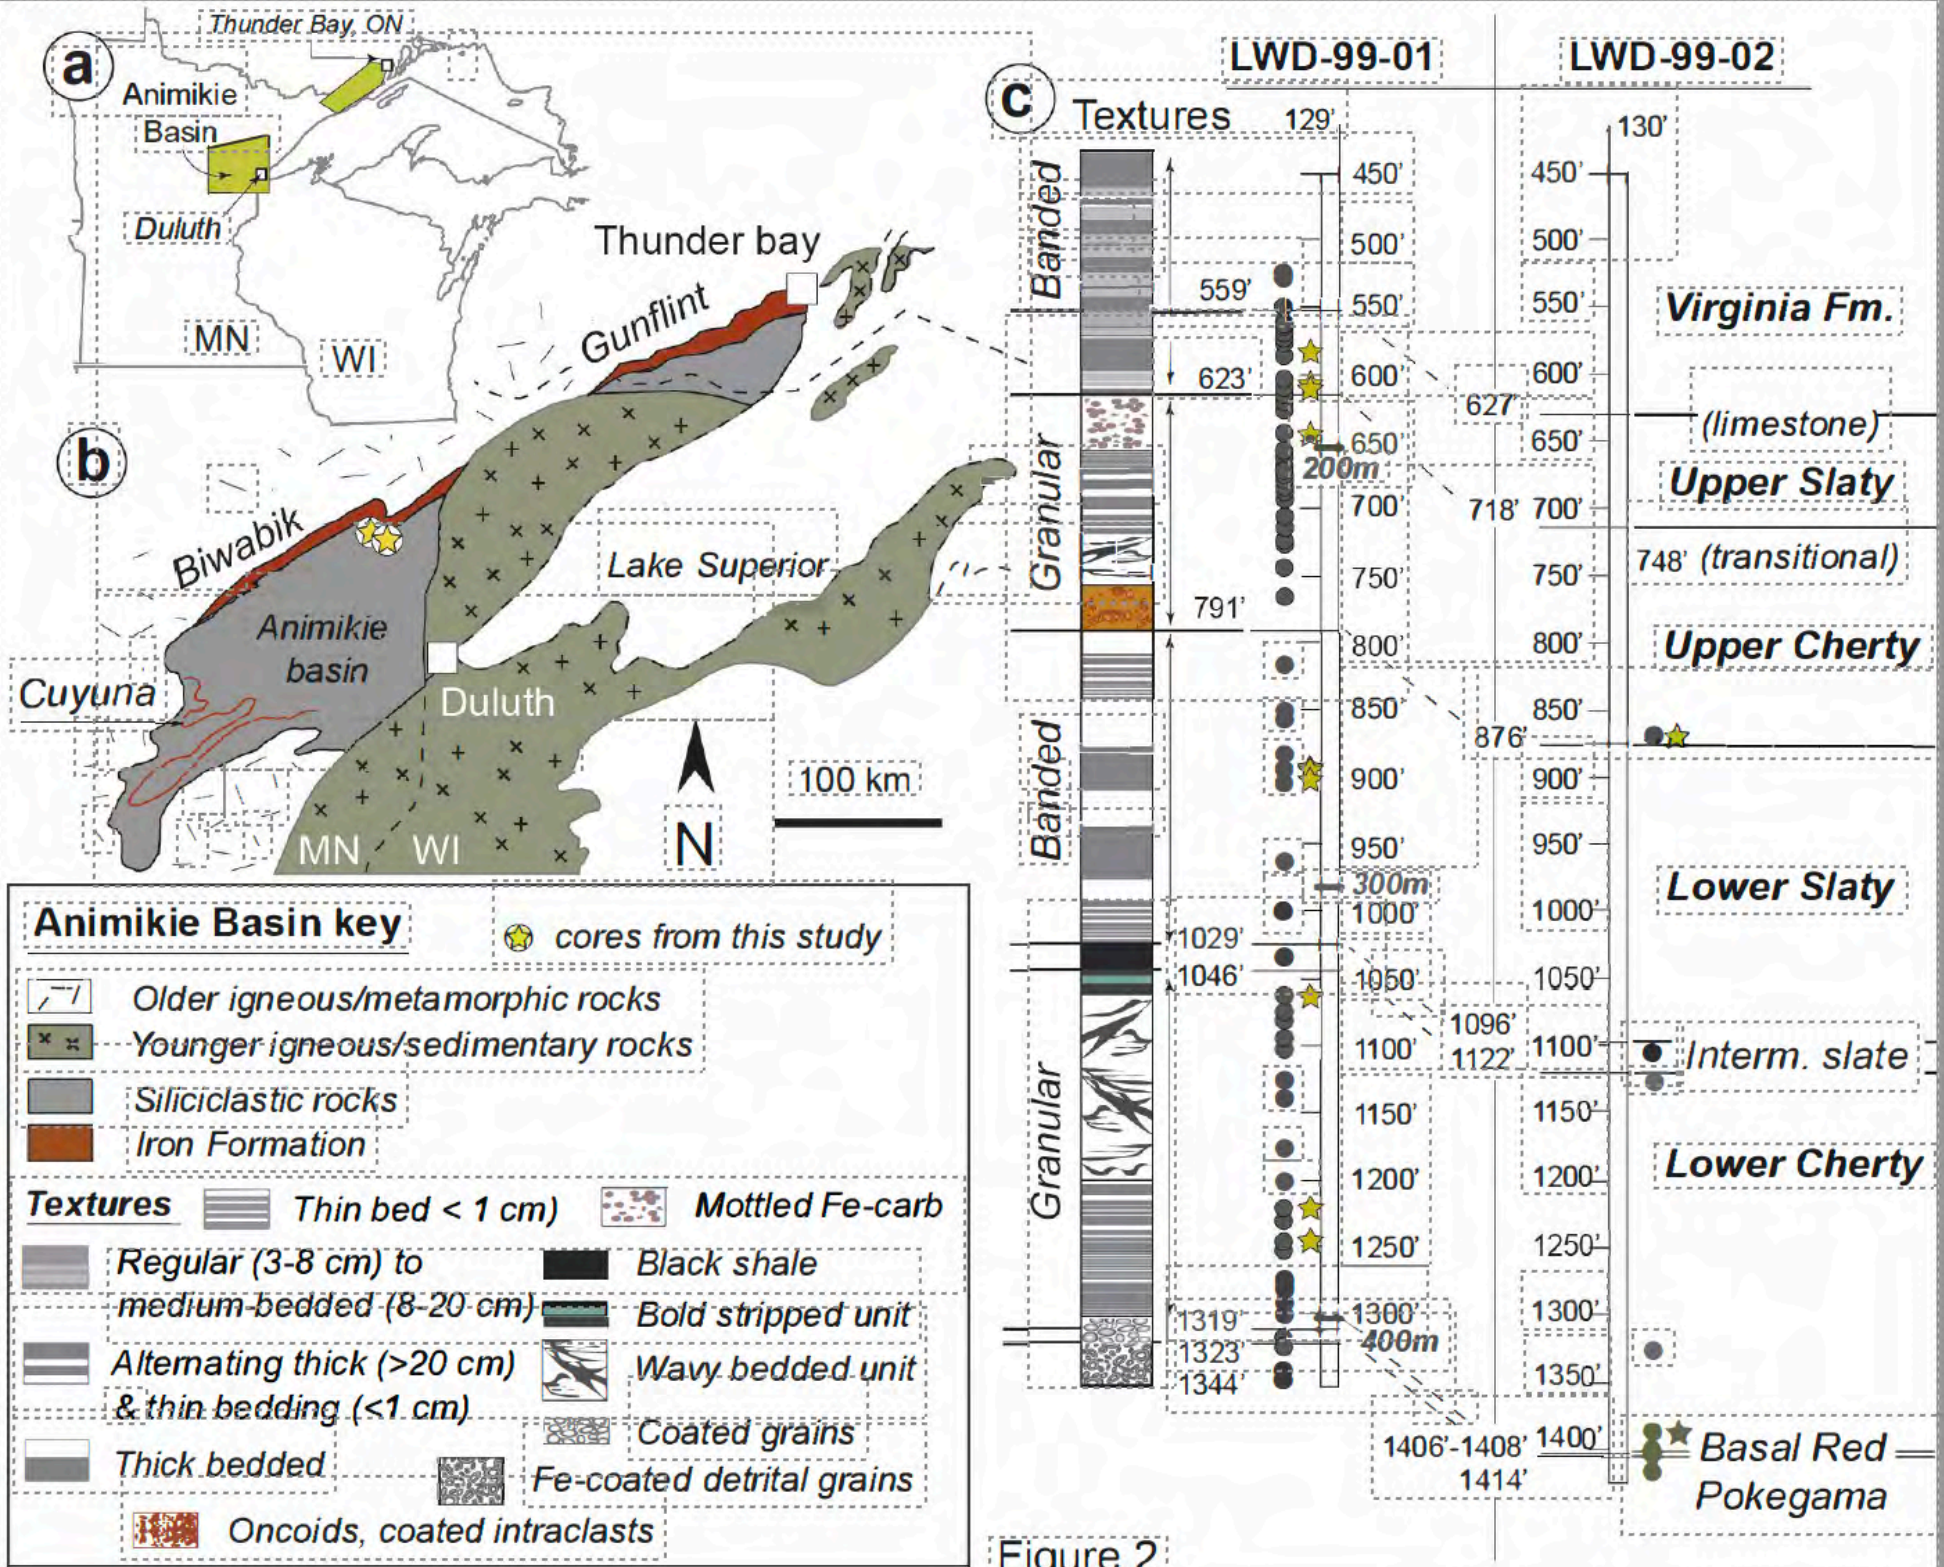 a
Thunder Bay, ON
Animikie
Basin
Duluth
MN
WI
b
Thunder bay
Gunflint
Biwabik
Lake Superior
Animikie
basin
Cuyuna
Duluth
MN
WI
N
100 km
Animikie Basin key
cores from this study
Older igneous/metamorphic rocks
Younger igneous/sedimentary rocks
Siliciclastic rocks
Iron Formation
Textures
Thin bed < 1 cm)
Mottled Fe-carb
Regular (3-8 cm) to
medium-bedded (8-20 cm)
Black shale
Bold stripped unit
Alternating thick (>20 cm)
& thin bedding (<1 cm)
Wavy bedded unit
Coated grains
Thick bedded
Fe-coated detrital grains
Oncoids, coated intraclasts
c
LWD-99-01
LWD-99-02
Textures
129'
130'
Banded
Granular
Banded
Granular
559'
623'
791'
1029'
1046'
1319'
1323'
1344'
450'
500'
550'
600'
650'
200m
700'
750'
800'
850'
900'
950'
300m
1000'
1050'
1100'
1150'
1200'
1250'
1300'
400m
627'
718'
876'
1096'
1122'
1406'-1408'
1414'
450'
500'
550'
600'
650'
700'
750'
800'
850'
900'
950'
1000'
1050'
1100'
1150'
1200'
1250'
1300'
1350'
1400'
Virginia Fm.
(limestone)
Upper Slaty
748' (transitional)
Upper Cherty
Lower Slaty
Interm. slate
Lower Cherty
Basal Red
Pokegama
Figure 2